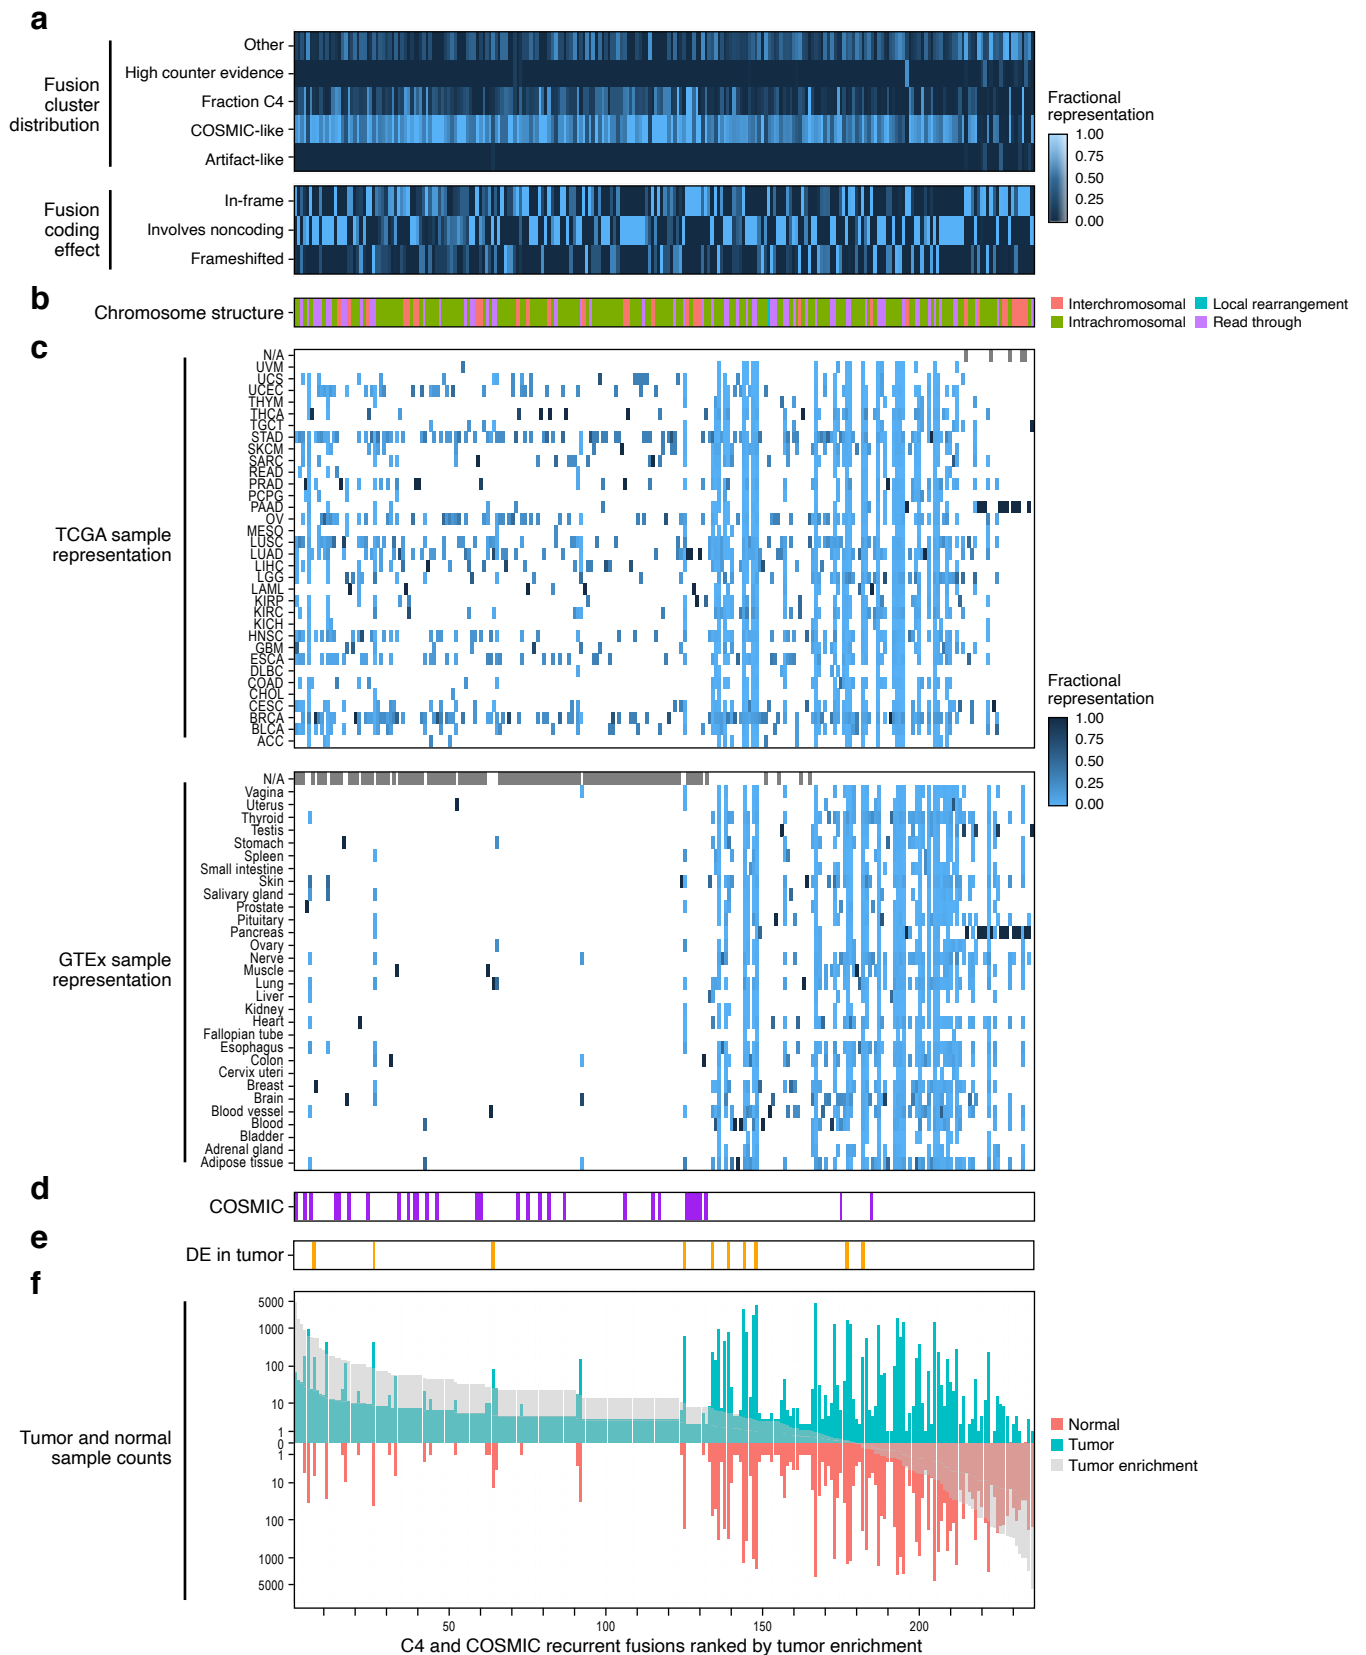 a
Fusion
cluster
distribution
Other
High counter evidence
Fraction C4
COSMIC-like
Artifact-like
Fractional
representation
1.00
0.75
0.50
0.25
0.00
Fusion
coding
effect
In-frame
Involves noncoding
Frameshifted
b
Chromosome structure
Interchromosomal
Local rearrangement
Intrachromosomal
Read through
c
TCGA sample
representation
N/A
UVM
UCS
UCEC
THYM
THCA
TGCT
STAD
SKCM
SARC
READ
PRAD
PCPG
PAAD
OV
MESO
LUSC
LUAD
LIHC
LGG
LAML
KIRP
KIRC
KICH
HNSC
GBM
ESCA
DLBC
COAD
CHOL
CESC
BRCA
BLCA
ACC
Fractional
representation
1.00
0.75
0.50
0.25
0.00
GTEx sample
representation
N/A
Vagina
Uterus
Thyroid
Testis
Stomach
Spleen
Small intestine
Skin
Salivary gland
Prostate
Pituitary
Pancreas
Ovary
Nerve
Muscle
Lung
Liver
Kidney
Heart
Fallopian tube
Esophagus
Colon
Cervix uteri
Breast
Brain
Blood vessel
Blood
Bladder
Adrenal gland
Adipose tissue
d
COSMIC
e
DE in tumor
f
Tumor and normal
sample counts
5000
1000
100
10
1
0
1
10
100
1000
5000
Normal
Tumor
Tumor enrichment
50
100
150
200
C4 and COSMIC recurrent fusions ranked by tumor enrichment